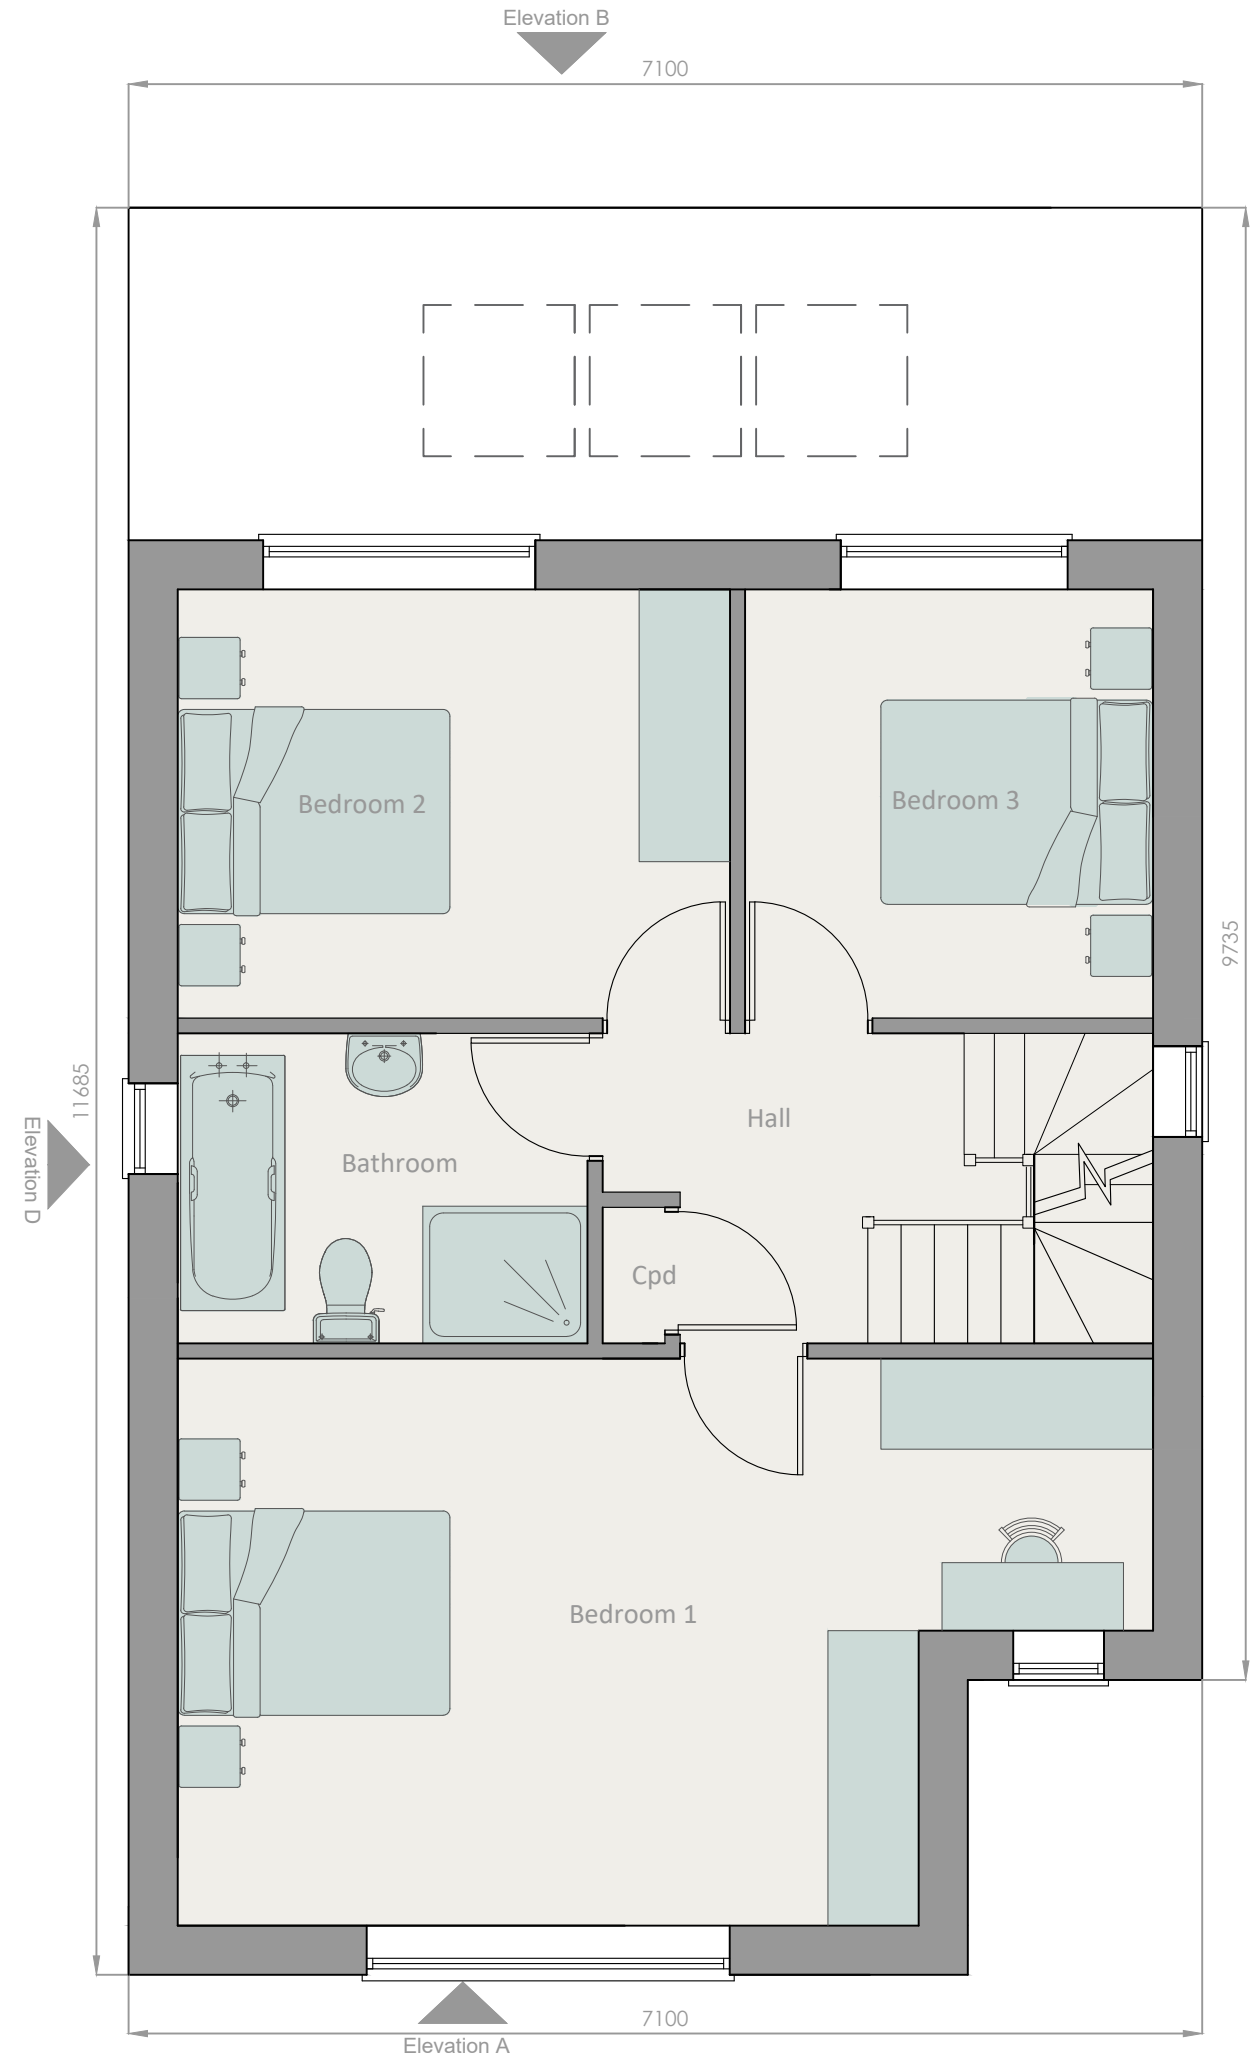 Elevation B
7100
Bedroom 2
Bedroom 3
9735
11685
Hall
Elevation D
Bathroom
Cpd
Bedroom 1
7100
Elevation A